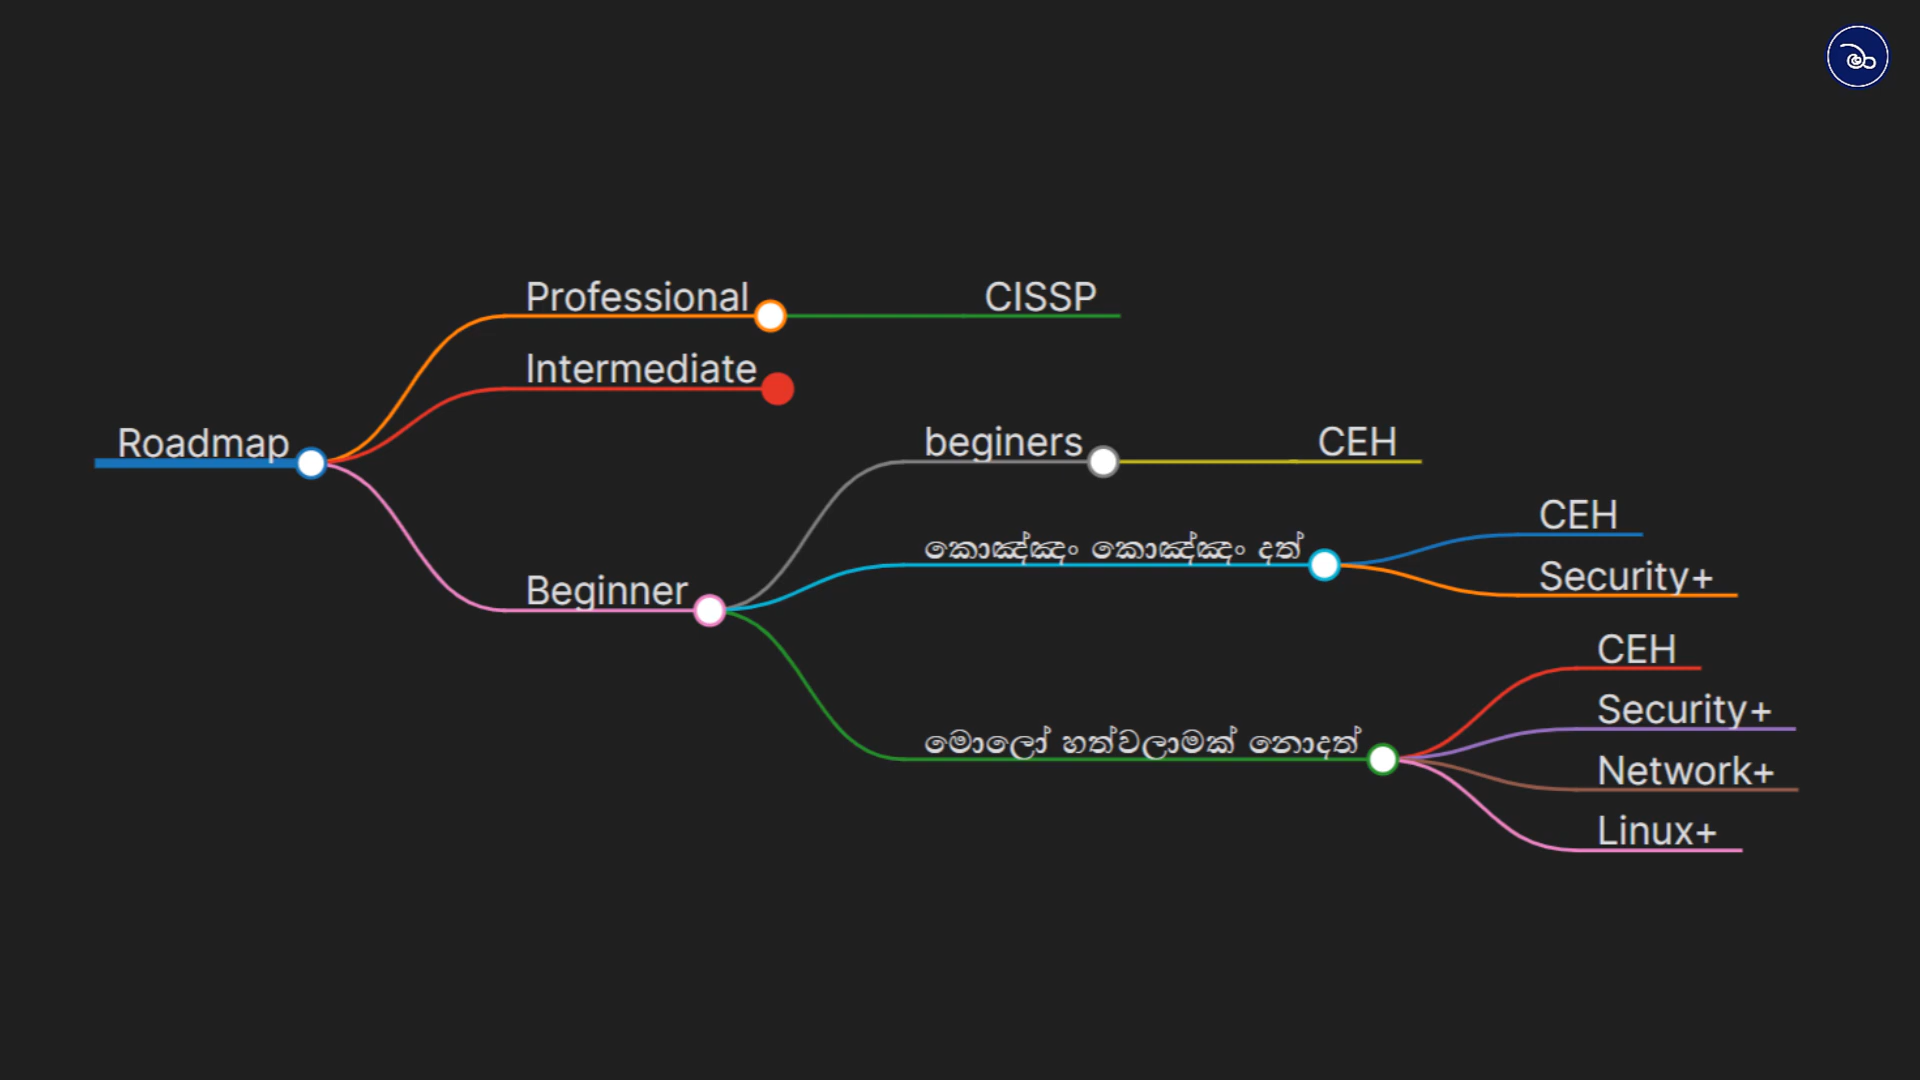 Professional
CISSP
Intermediate
Roadmap
beginers
CEH
CEH
කොඤ්ඤං කොඤ්ඤං දත්
Security+
Beginner
CEH
Security+
මොලෝ හත්වලාමක් නොදත්
Network+
Linux+